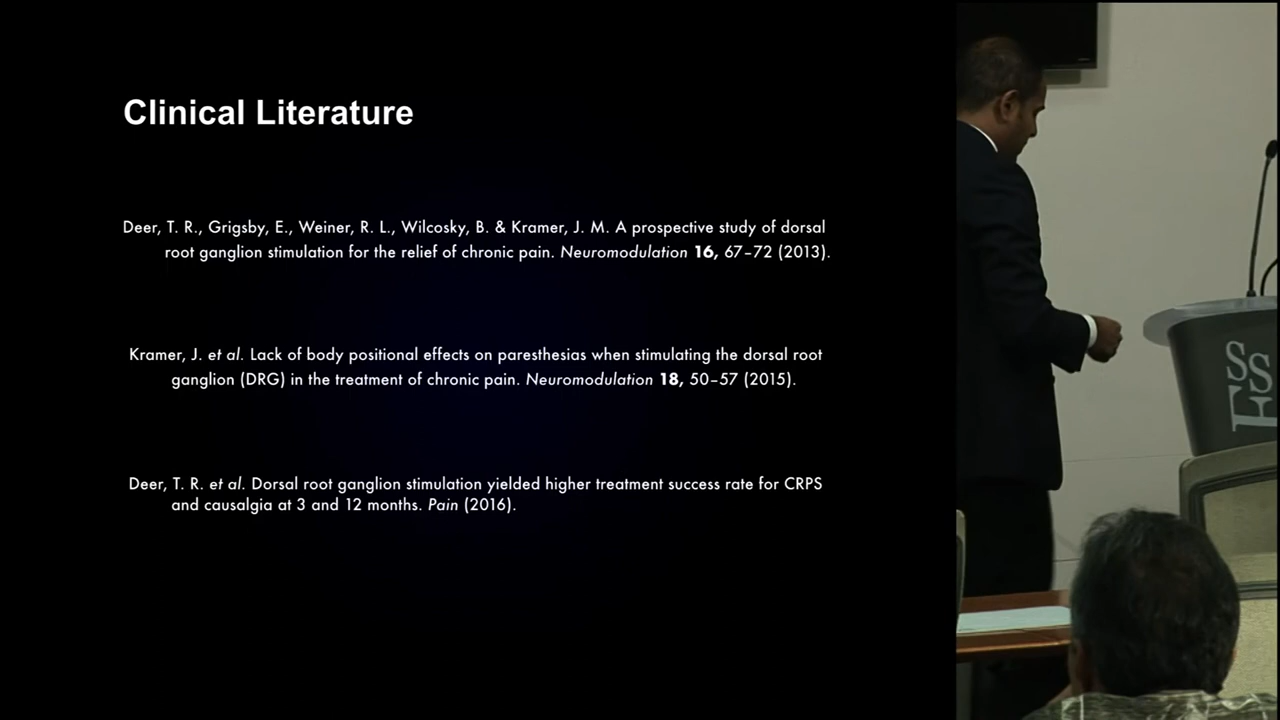 Clinical Literature
Deer, T. R., Grigsby, E., Weiner, R. L., Wilcosky, B. & Kramer, J. M. A prospective study of dorsal
root ganglion stimulation for the relief of chronic pain. Neuromodulation 16, 67–72 (2013).
Kramer, J. et al. Lack of body positional effects on paresthesias when stimulating the dorsal root
ganglion (DRG) in the treatment of chronic pain. Neuromodulation 18, 50–57 (2015).
Deer, T. R. et al. Dorsal root ganglion stimulation yielded higher treatment success rate for CRPS
and causalgia at 3 and 12 months. Pain (2016).